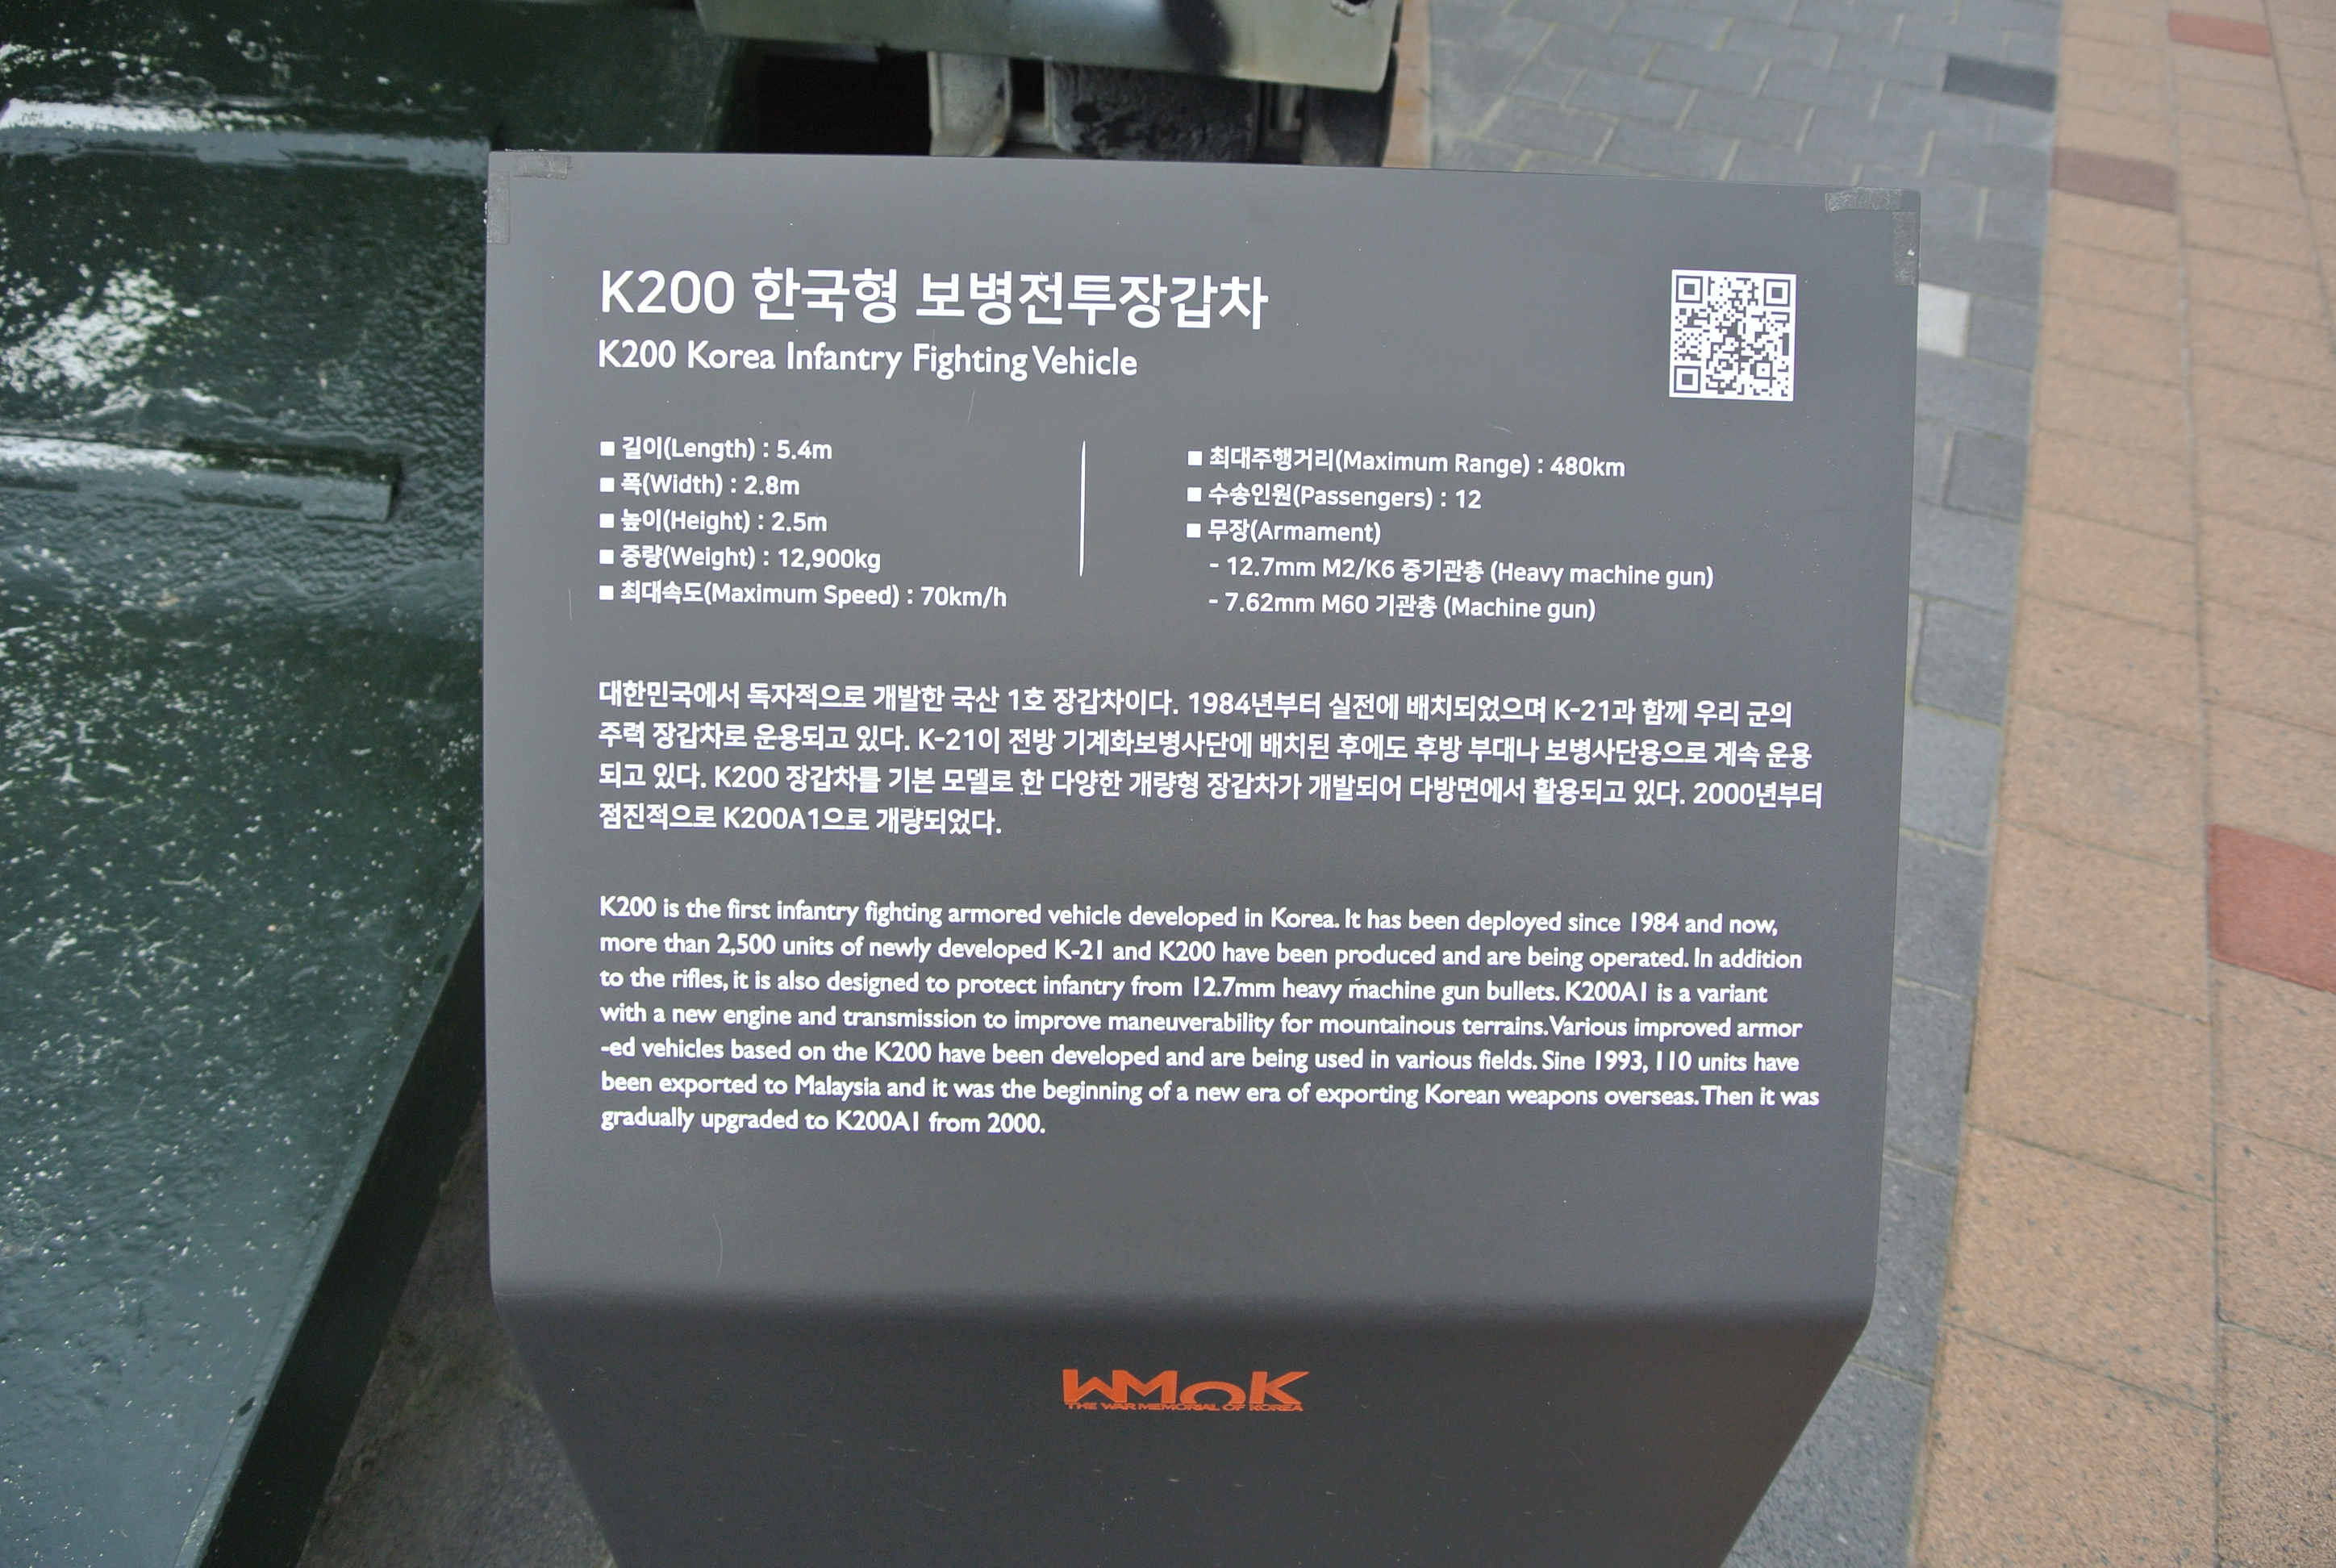 K200 한국형 보병전투장갑차
K200 Korea Infantry Fighting Vehicle
■ 길이(Length) : 5.4m
■ 폭(Width) : 2.8m
■ 높이(Height) : 2.5m
■ 중량(Weight) : 12,900kg
■ 최대속도(Maximum Speed) : 70km/h
■ 최대주행거리(Maximum Range) : 480km
■ 수송인원(Passengers) : 12
■ 무장(Armament)
- 12.7mm M2/K6 중기관총 (Heavy machine gun)
- 7.62mm M60 기관총 (Machine gun)
대한민국에서 독자적으로 개발한 국산 1호 장갑차이다. 1984년부터 실전에 배치되었으며 K-21과 함께 우리 군의
주력 장갑차로 운용되고 있다. K-21이 전방 기계화보병사단에 배치된 후에도 후방 부대나 보병사단용으로 계속 운용
되고 있다. K200 장갑차를 기본 모델로 한 다양한 개량형 장갑차가 개발되어 다방면에서 활용되고 있다. 2000년부터
점진적으로 K200A1으로 개량되었다.
K200 is the first infantry fighting armored vehicle developed in Korea. It has been deployed since 1984 and now,
more than 2,500 units of newly developed K-21 and K200 have been produced and are being operated. In addition
to the rifles, it is also designed to protect infantry from 12.7mm heavy machine gun bullets. K200A1 is a variant
with a new engine and transmission to improve maneuverability for mountainous terrains. Various improved armor
-ed vehicles based on the K200 have been developed and are being used in various fields. Sine 1993, 110 units have
been exported to Malaysia and it was the beginning of a new era of exporting Korean weapons overseas. Then it was
gradually upgraded to K200A1 from 2000.
WMOK
THE WAR MEMORIAL OF KOREA